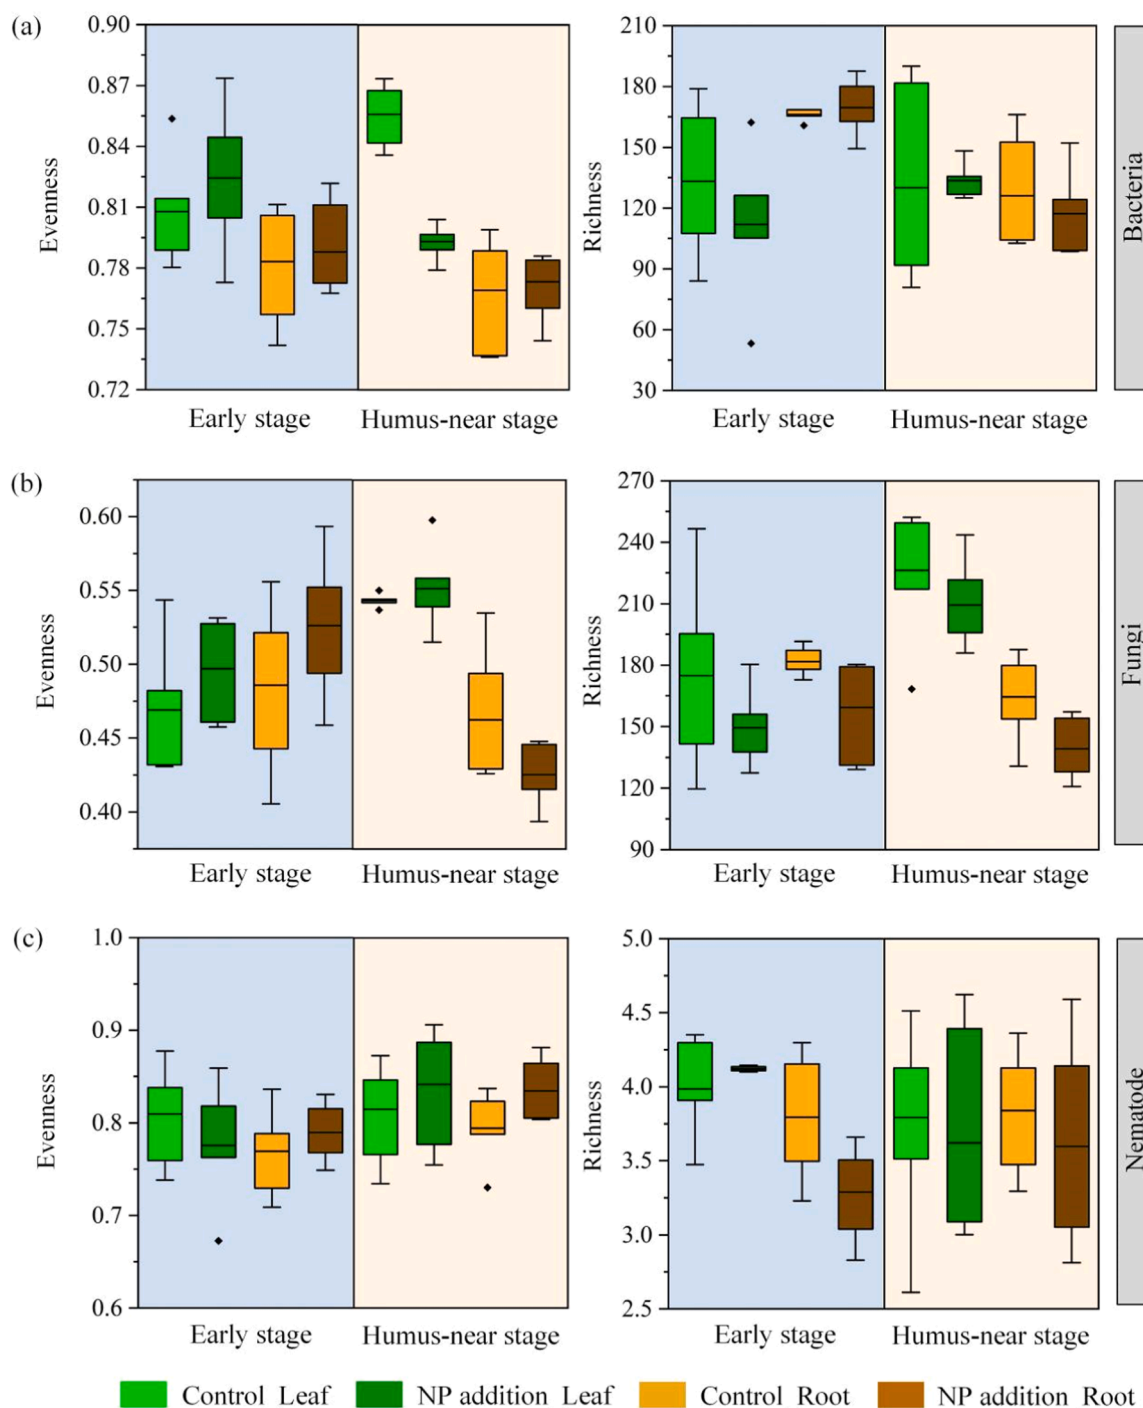 (a)
0.90
0.87
0.84
0.81
0.78
0.75
0.72
Evenness
Early stage
Humus-near stage
210
180
150
120
90
60
30
Richness
Early stage
Humus-near stage
Bacteria
(b)
0.60
0.55
0.50
0.45
0.40
Evenness
Early stage
Humus-near stage
270
240
210
180
150
120
90
Richness
Early stage
Humus-near stage
Fungi
(c)
1.0
0.9
0.8
0.7
0.6
Evenness
Early stage
Humus-near stage
5.0
4.5
4.0
3.5
3.0
2.5
Richness
Early stage
Humus-near stage
Nematode
Control Leaf
NP addition Leaf
Control Root
NP addition Root